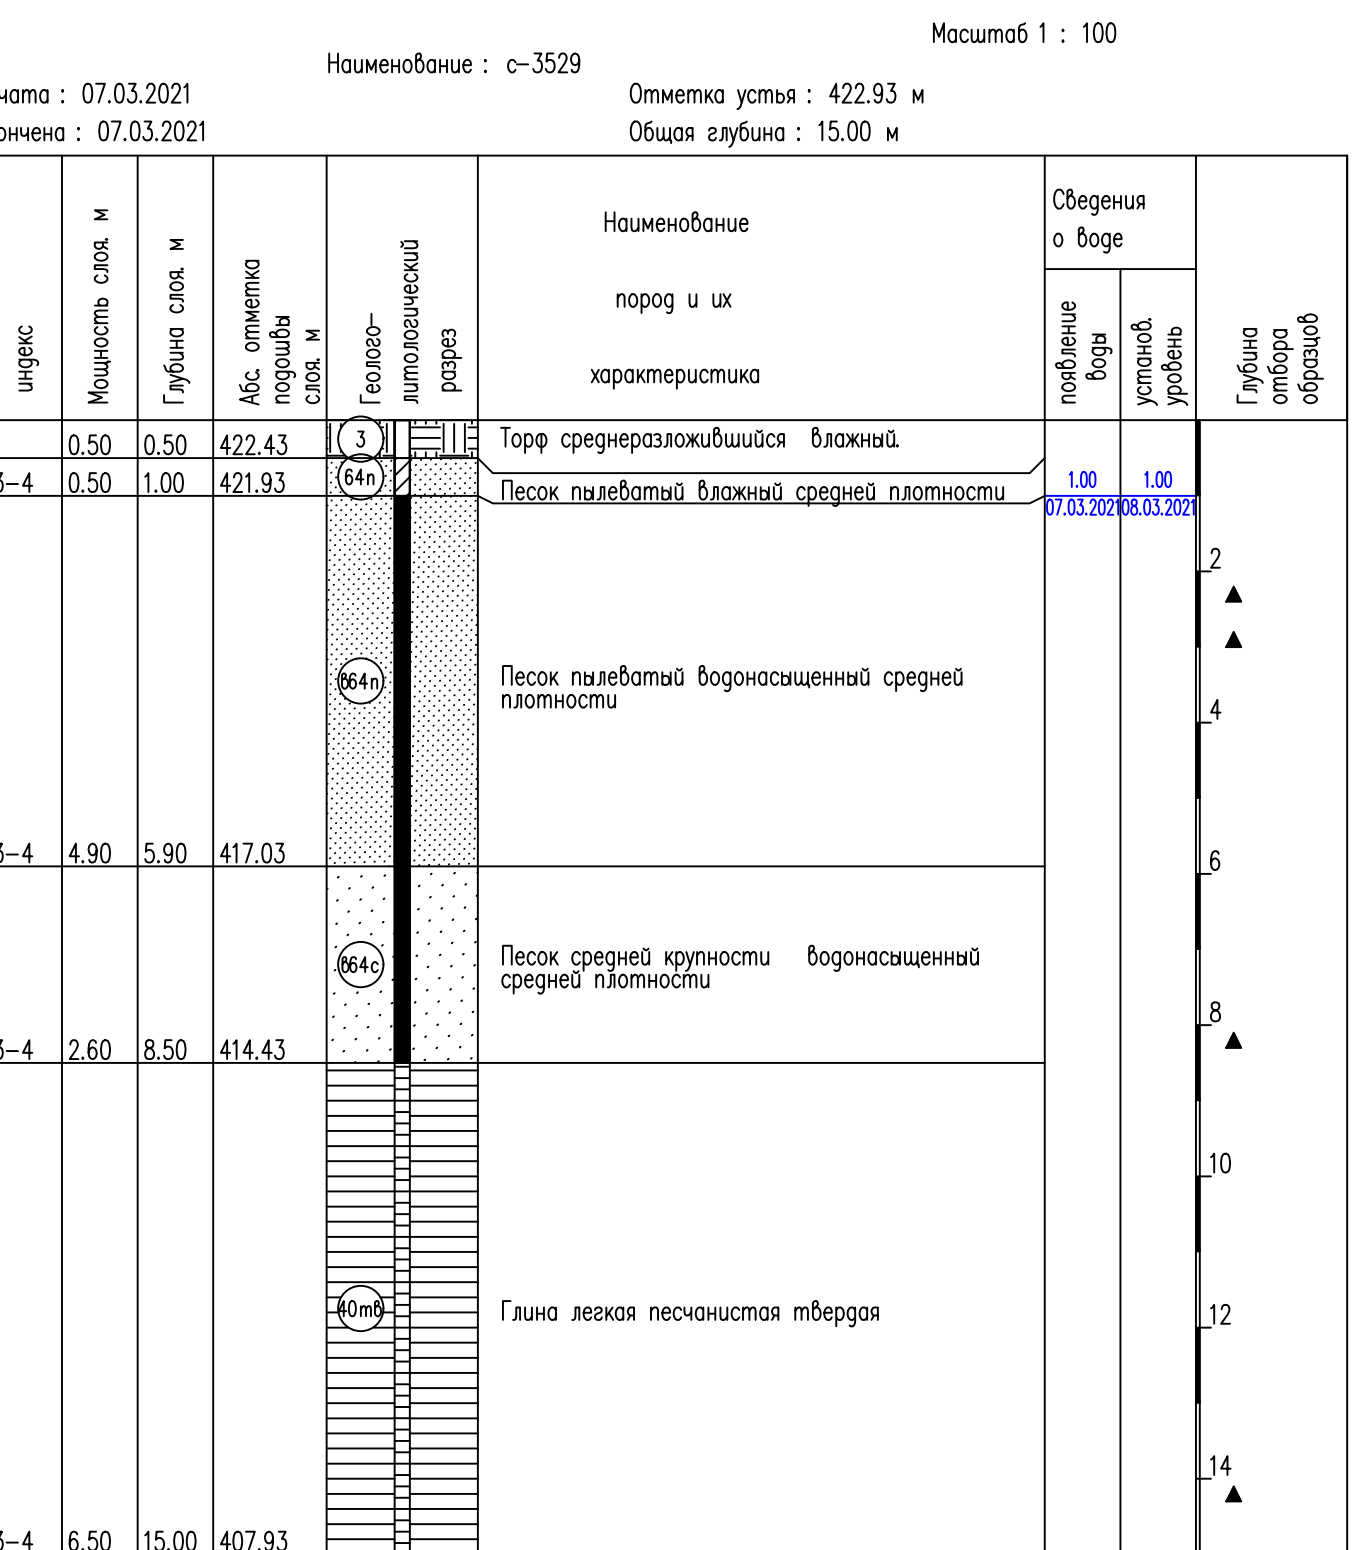 Масштаб 1 : 100
Наименование : с-3529
чата : 07.03.2021
Отметка устья : 422.93 м
ончена : 07.03.2021
Общая глубина : 15.00 м
индекс
Мощность слоя. м
Глубина слоя. м
Абс. отметка
подошвы
слоя. м
Геолого-
литологический
разрез
Наименование
пород и их
характеристика
Сведения
о воде
появление
воды
установ.
уровень
Глубина
отбора
образцов
0.50 0.50 422.43 3 Торф среднеразложившийся влажный.
3-4 0.50 1.00 421.93 64п Песок пылеватый влажный средней плотности
1.00 1.00
07.03.2021 08.03.2021
2
в64п Песок пылеватый водонасыщенный средней
плотности
4
3-4 4.90 5.90 417.03
6
в64с Песок средней крупности водонасыщенный
средней плотности
8
3-4 2.60 8.50 414.43
10
40тв Глина легкая песчанистая твердая
12
14
3-4 6.50 15.00 407.93